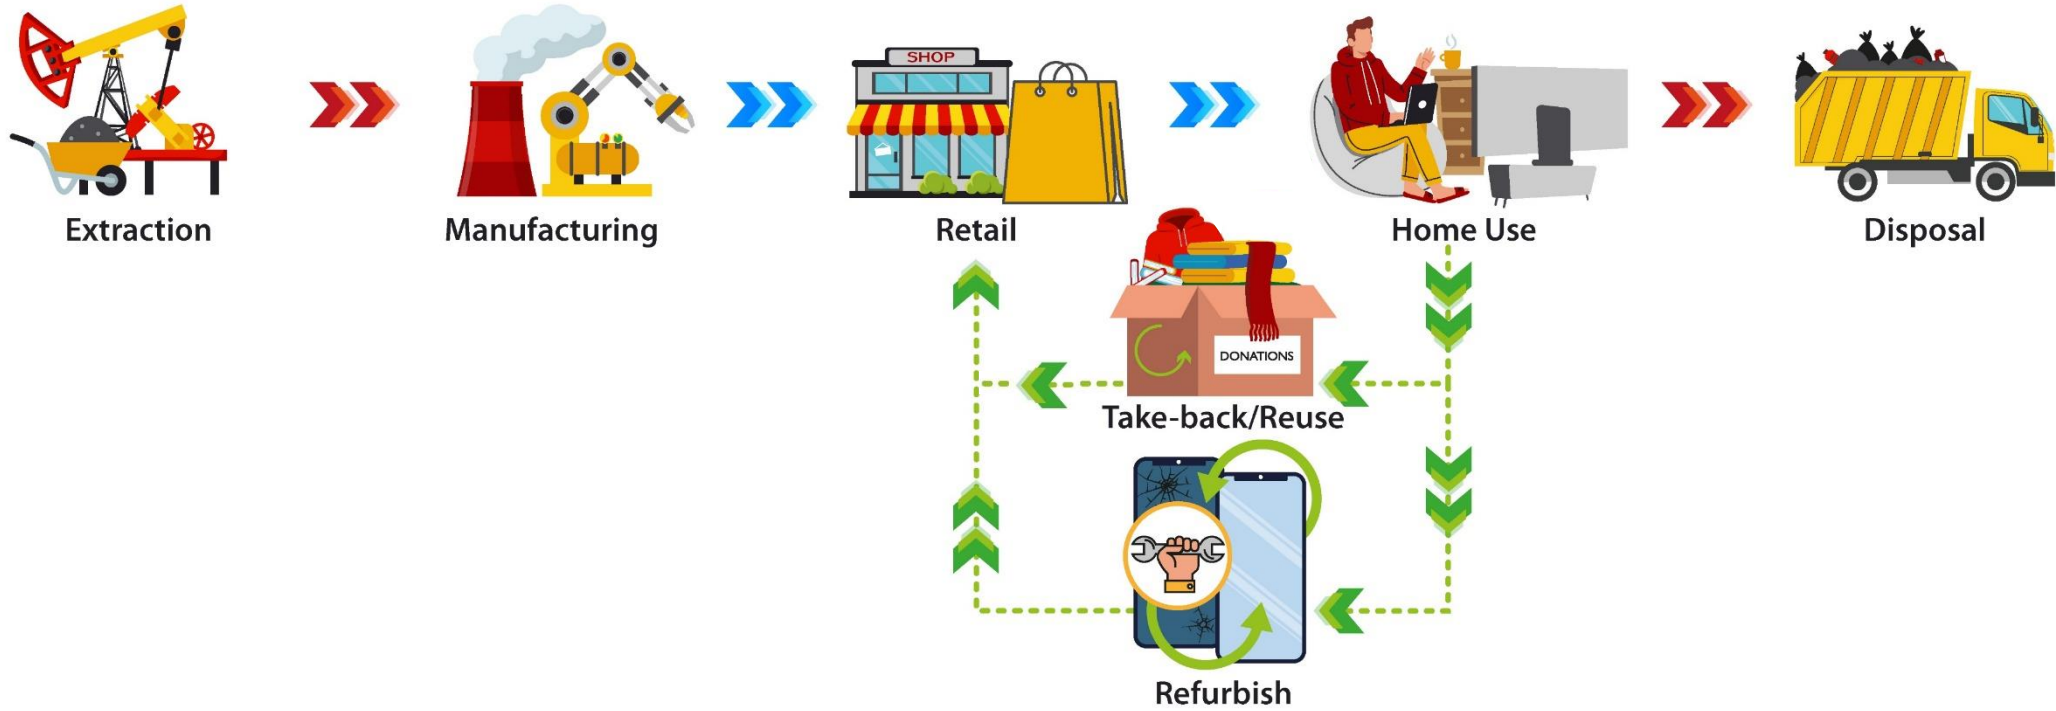 SHOP
Extraction
Manufacturing
Retail
Home Use
Disposal
DONATIONS
Take-back/Reuse
Refurbish